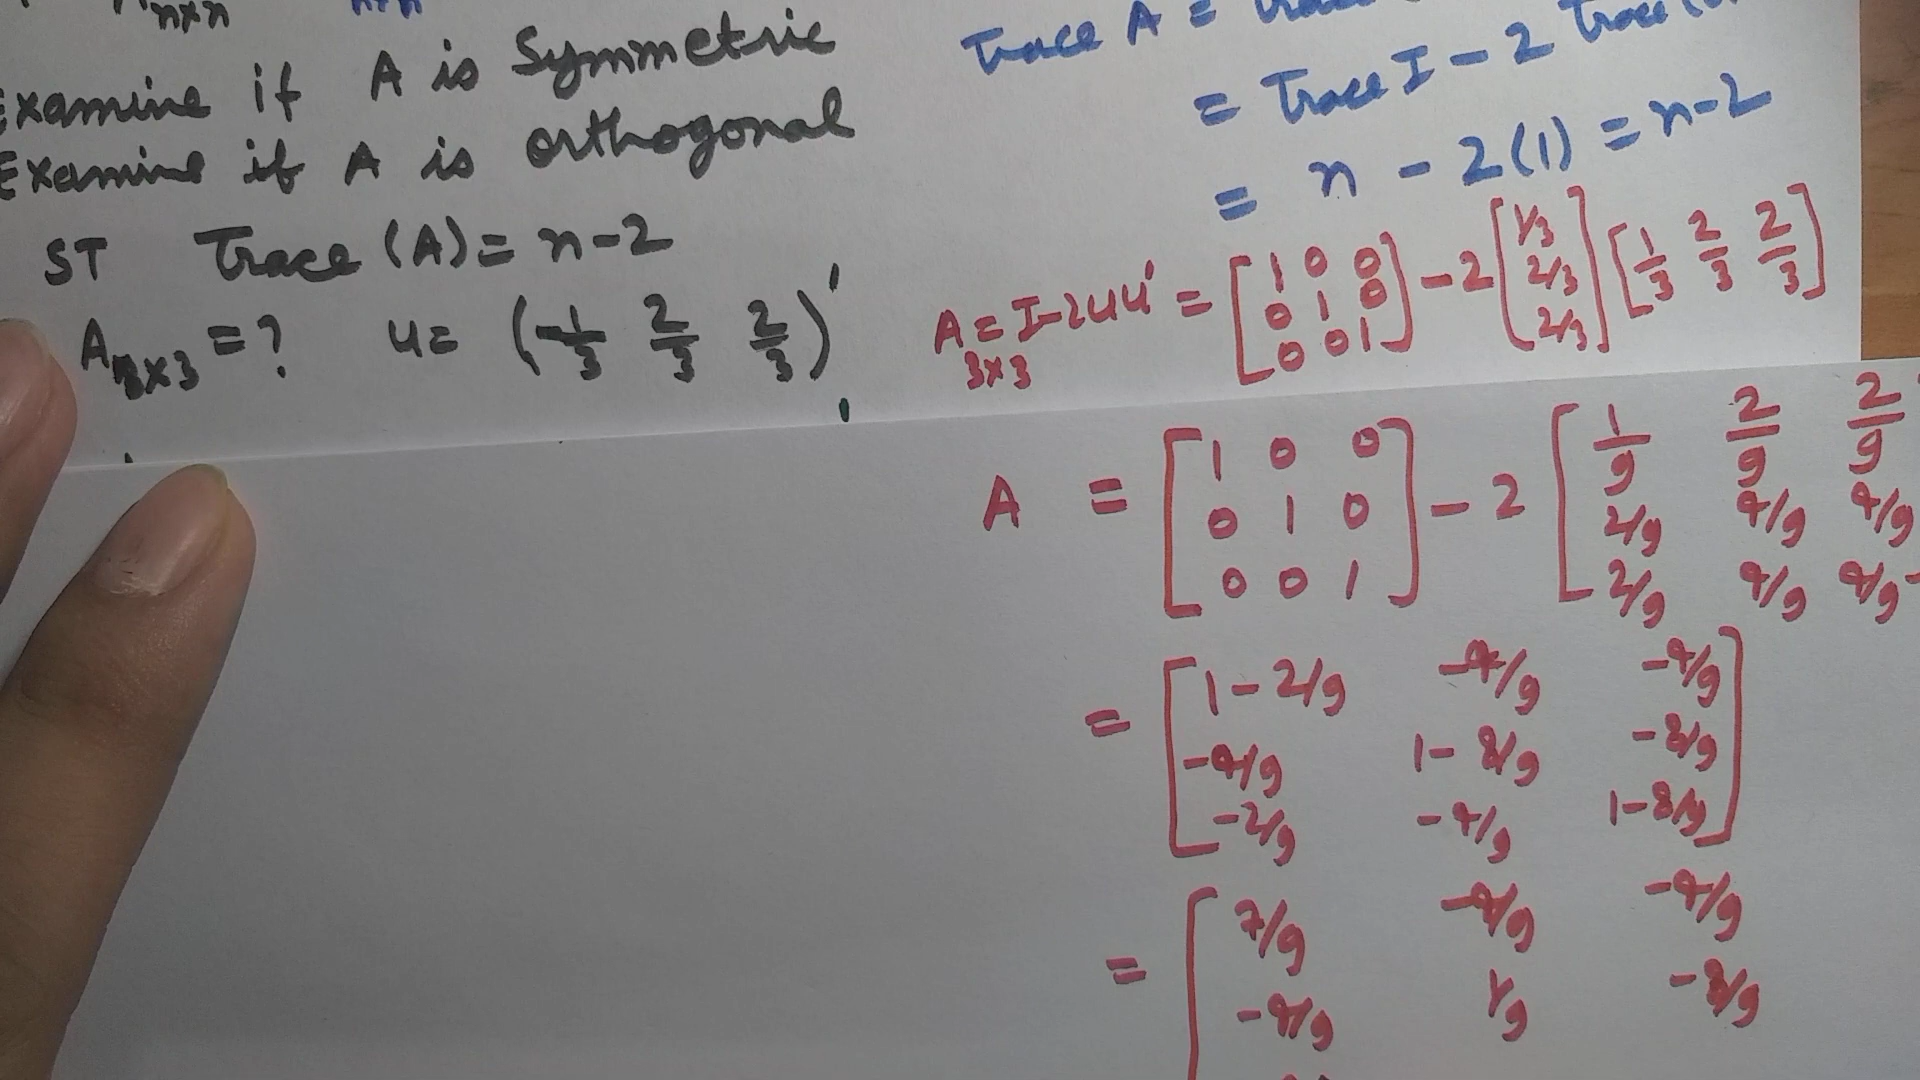 n×n
Examine if A is Symmetric
Examine if A is orthogonal
ST Trace (A) = n-2
A3×3 = ? u = (-1/3 2/3 2/3)'
Trace A =
= Trace I - 2 Trace
= n - 2(1) = n-2
A = I-2uu' = [1 0 0 0 1 0 0 0 1] - 2 [1/3 2/3 2/3] [1/3 2/3 2/3]
3×3
A = [1 0 0 - 2 [1/9 2/9 2/9
0 1 0 2/9 4/9 4/9
0 0 1] 2/9 4/9 4/9
= [1-2/9 -4/9 -4/9
-4/9 1-8/9 -8/9
-2/9 -4/9 1-8/9]
= [7/9 -4/9 -4/9
-4/9 1/9 -8/9